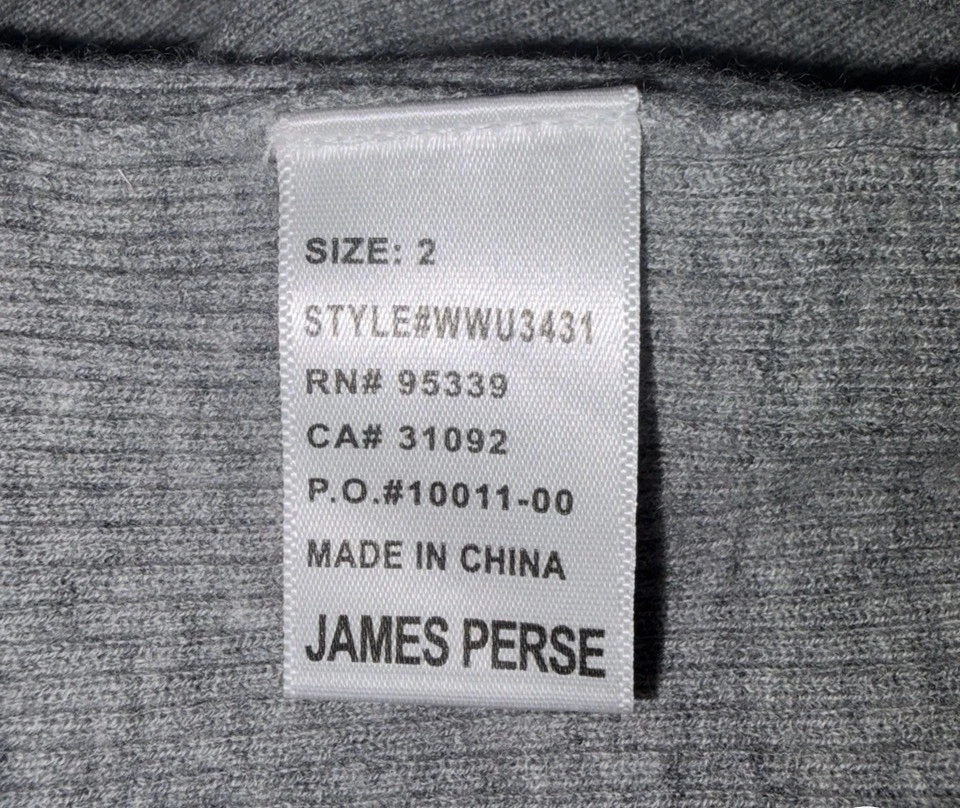 SIZE: 2
STYLE#WWU3431
RN# 95339
CA# 31092
P.O.#10011-00
MADE IN CHINA
JAMES PERSE